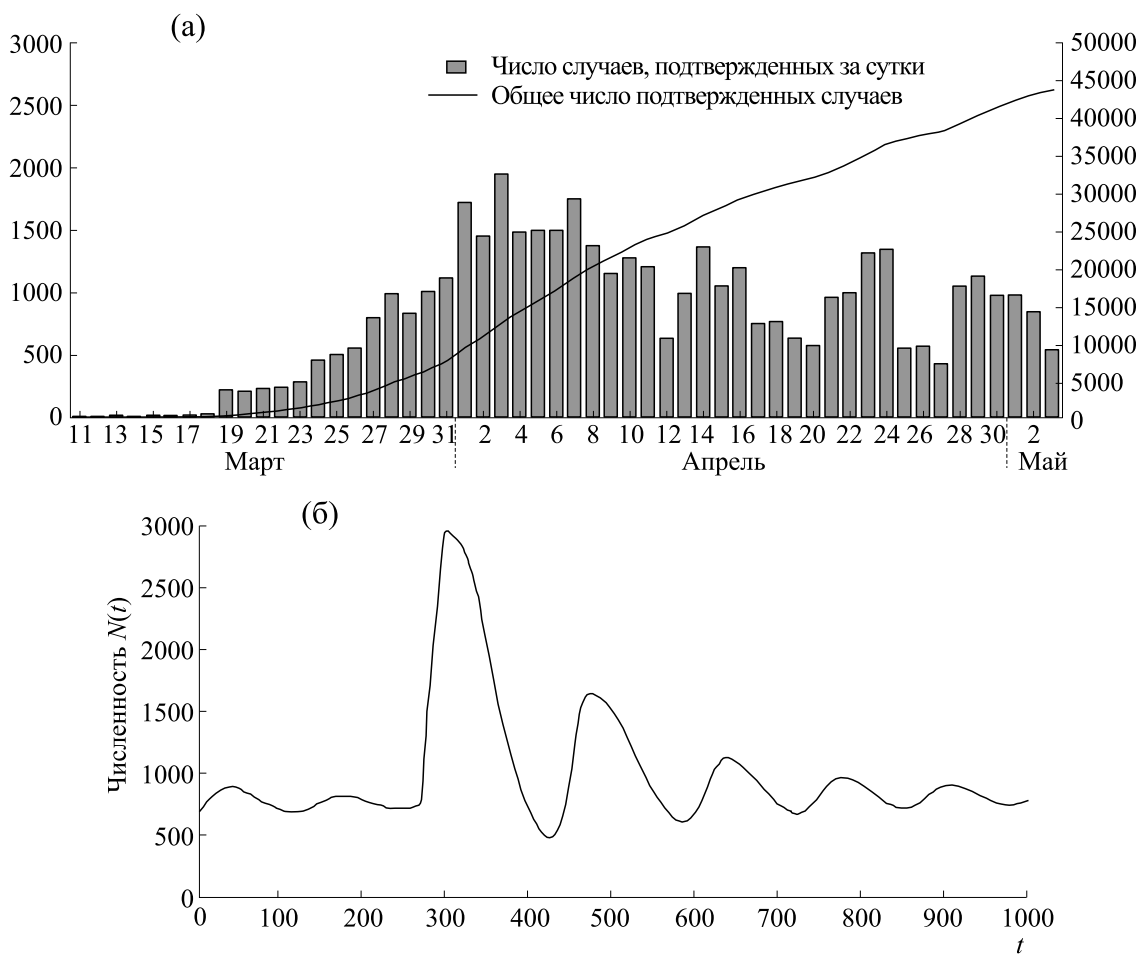 (а)
3000
2500
2000
1500
1000
500
0
50000
45000
40000
35000
30000
25000
20000
15000
10000
5000
0
Число случаев, подтвержденных за сутки
Общее число подтвержденных случаев
11 13 15 17 19 21 23 25 27 29 31 2 4 6 8 10 12 14 16 18 20 22 24 26 28 30 2
Март Апрель Май
(б)
Численность N(t)
3000
2500
2000
1500
1000
500
0
0 100 200 300 400 500 600 700 800 900 1000
t